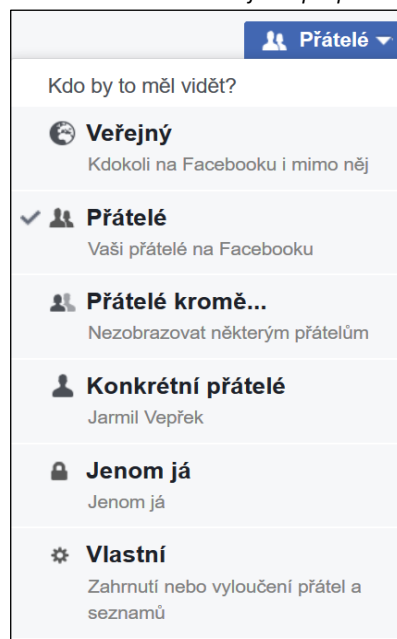 Přátelé
Kdo by to měl vidět?
Veřejný
Kdokoli na Facebooku i mimo něj
Přátelé
Vaši přátelé na Facebooku
Přátelé kromě...
Nezobrazovat některým přátelům
Konkrétní přátelé
Jarmil Vepřek
Jenom já
Jenom já
Vlastní
Zahrnutí nebo vyloučení přátel a
seznamů